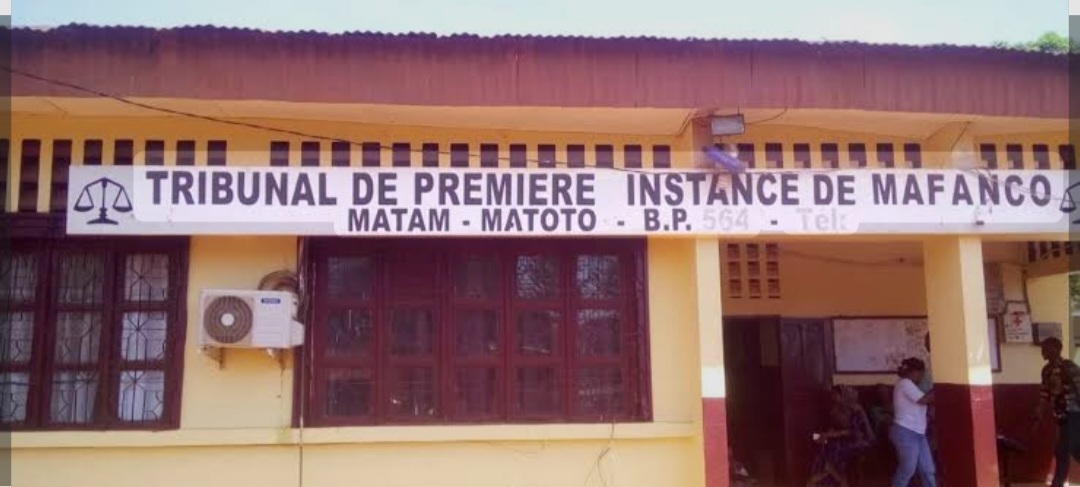 TRIBUNAL DE PREMIERE INSTANCE DE MAFANCO
MATAM - MATOTO - B.P. 564 - Tel: